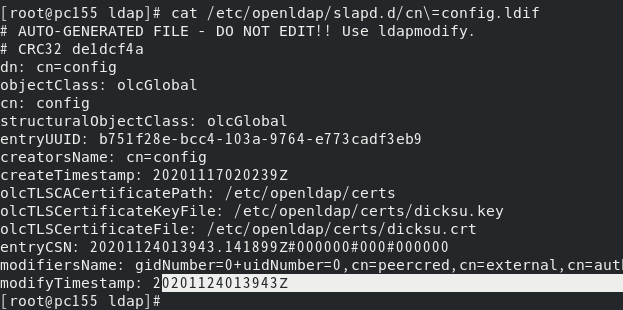 [root@pc155 ldap]# cat /etc/openldap/slapd.d/cn\=config.ldif
# AUTO-GENERATED FILE - DO NOT EDIT!! Use ldapmodify.
# CRC32 de1dcf4a
dn: cn=config
objectClass: olcGlobal
cn: config
structuralObjectClass: olcGlobal
entryUUID: b751f28e-bcc4-103a-9764-e773cadf3eb9
creatorsName: cn=config
createTimestamp: 20201117020239Z
olcTLSCACertificatePath: /etc/openldap/certs
olcTLSCertificateKeyFile: /etc/openldap/certs/dicksu.key
olcTLSCertificateFile: /etc/openldap/certs/dicksu.crt
entryCSN: 20201124013943.141899Z#000000#000#000000
modifiersName: gidNumber=0+uidNumber=0,cn=peercred,cn=external,cn=aut
modifyTimestamp: 20201124013943Z
[root@pc155 ldap]#